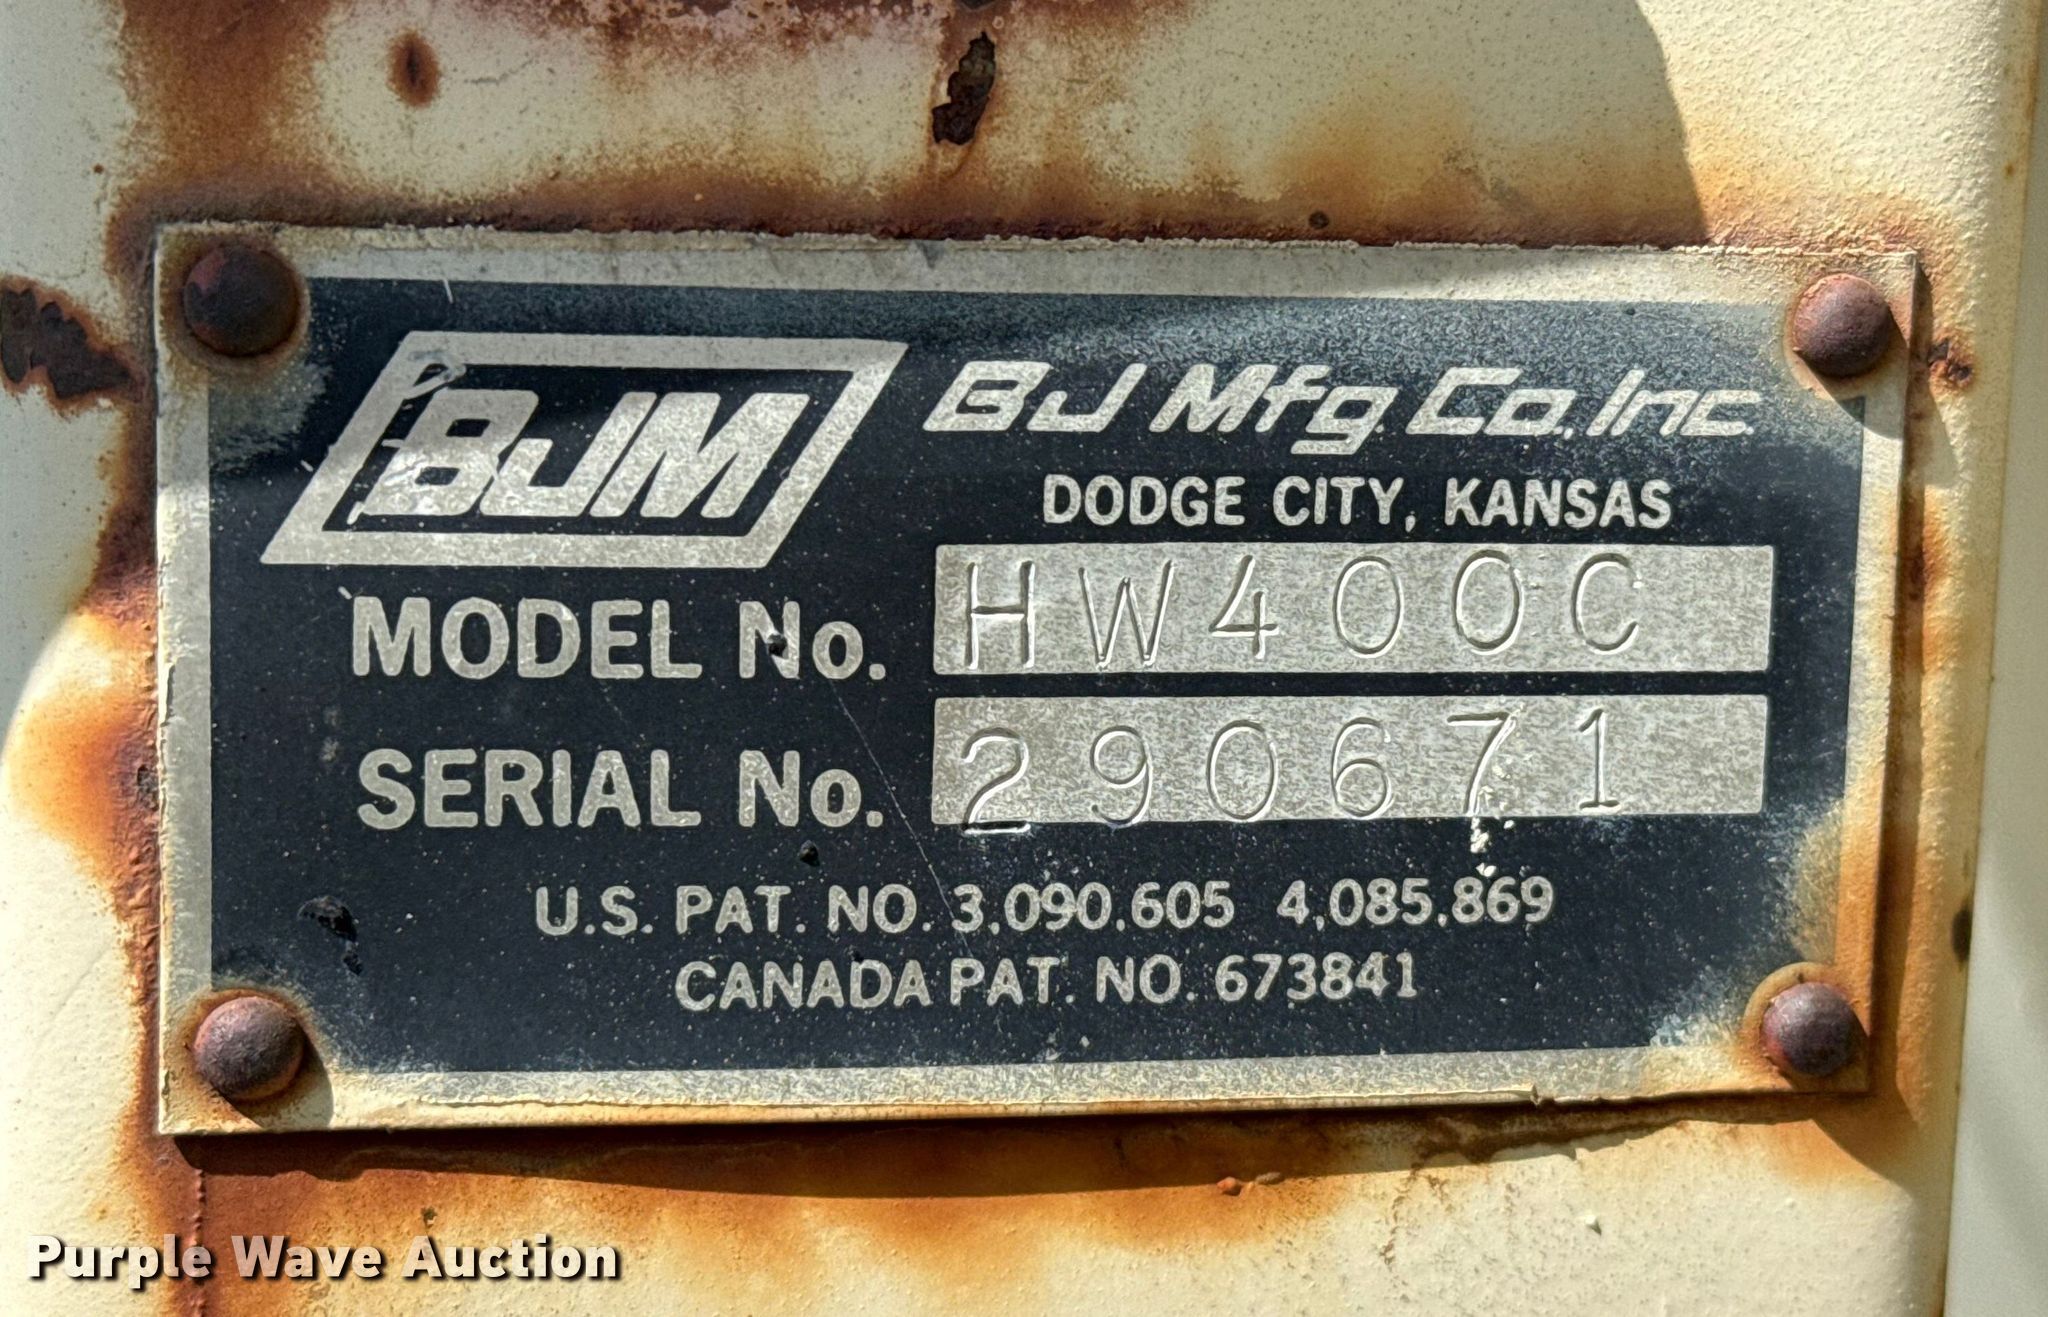 BJM
BJ Mfg. Co. Inc.
DODGE CITY, KANSAS
MODEL No. HW400C
SERIAL No. 290671
U.S. PAT. NO. 3,090,605 4,085,869
CANADA PAT. NO. 673841
Purple Wave Auction